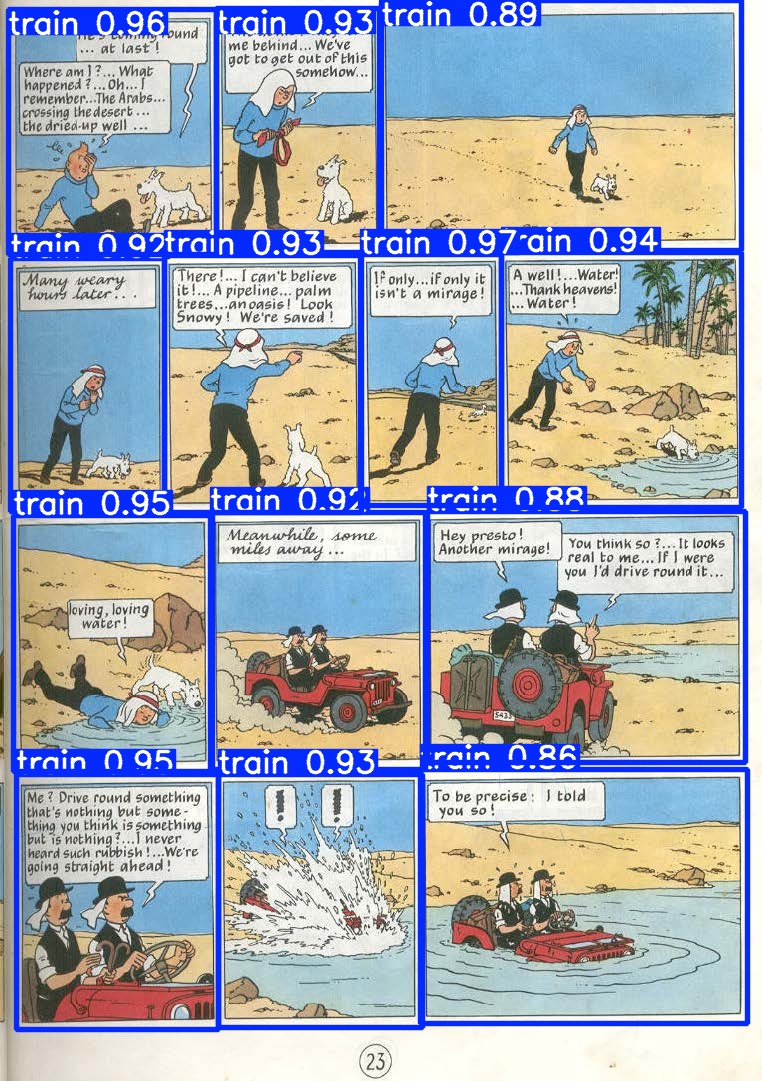 train 0.96
train 0.93
train 0.89
round
... at last!
Where am I?... What
happened?... Oh... I
remember... The Arabs...
crossing the desert...
the dried-up well ...
me behind... We've
got to get out of this
somehow...
train 0.92
train 0.93
train 0.97
train 0.94
Many weary
hours later...
There!... I can't believe
it!... A pipeline... palm
trees... an oasis! Look
Snowy! We're saved!
If only... if only it
isn't a mirage!
A well!... Water!
...Thank heavens!
... Water!
train 0.95
train 0.92
train 0.88
loving, loving
water!
Meanwhile, some
miles away ...
Hey presto!
Another mirage!
You think so?... It looks
real to me... If I were
you I'd drive round it...
5433
train 0.95
train 0.93
train 0.86
Me? Drive round something
that's nothing but some-
thing you think is something
but is nothing?... I never
heard such rubbish!... We're
going straight ahead!
!
!
To be precise: I told
you so!
23